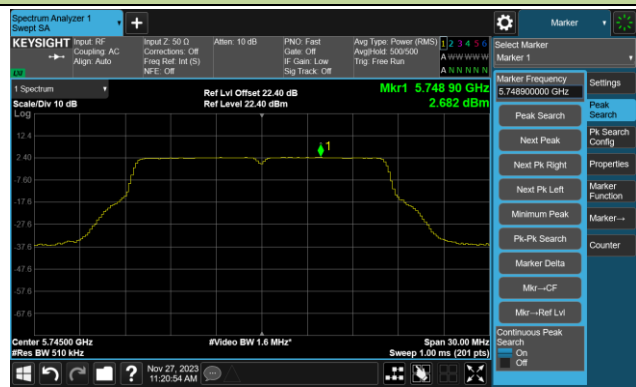 Spectrum Analyzer 1
Swept SA
Marker
KEYSIGHT
Input: RF
Coupling: AC
Align: Auto
Input Z: 50 Ω
Corrections: Off
Freq Ref: Int (S)
NFE: Off
Atten: 10 dB
PNO: Fast
Gate: Off
IF Gain: Low
Sig Track: Off
Avg Type: Power (RMS)
Avg|Hold: 500/500
Trig: Free Run
1 2 3 4 5 6
A W W W W W
A N N N N N
LXI
1 Spectrum
Scale/Div 10 dB
Ref Lvl Offset 22.40 dB
Ref Level 22.40 dBm
Mkr1 5.748 90 GHz
2.682 dBm
Log
12.4
2.40
-7.60
-17.6
-27.6
-37.6
-47.6
-57.6
-67.6
1
Center 5.74500 GHz
#Res BW 510 kHz
#Video BW 1.6 MHz*
Span 30.00 MHz
Sweep 1.00 ms (201 pts)
Select Marker
Marker 1
Marker Frequency
5.748900000 GHz
Peak Search
Next Peak
Next Pk Right
Next Pk Left
Minimum Peak
Pk-Pk Search
Marker Delta
Mkr→CF
Mkr→Ref Lvl
Continuous Peak
Search
On
Off
Settings
Peak
Search
Pk Search
Config
Properties
Marker
Function
Marker→
Counter
Nov 27, 2023
11:20:54 AM